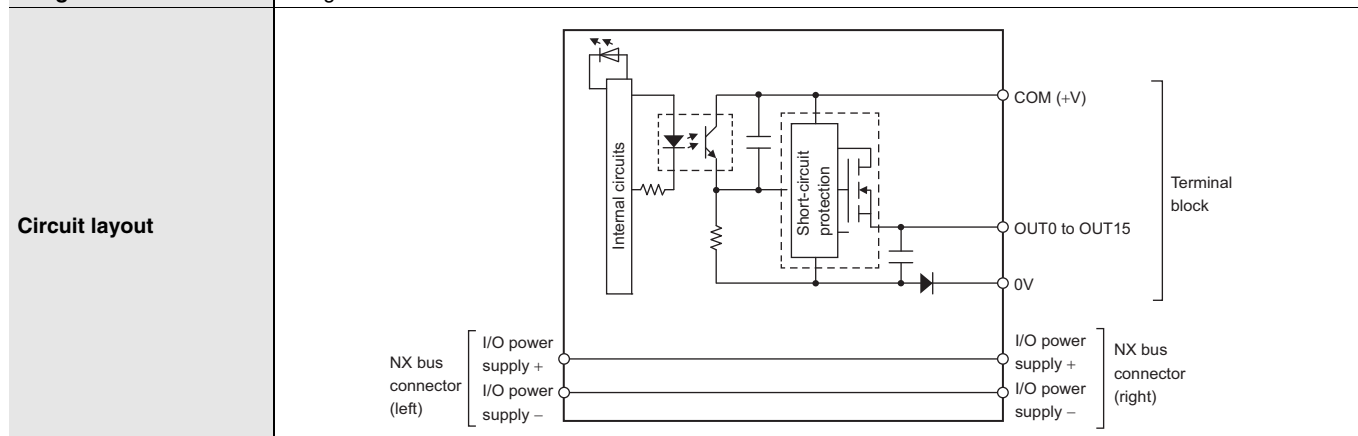 Circuit layout
Internal circuits
Short-circuit
protection
COM (+V)
OUT0 to OUT15
0V
Terminal
block
NX bus
connector
(left)
I/O power
supply +
I/O power
supply −
I/O power
supply +
I/O power
supply −
NX bus
connector
(right)